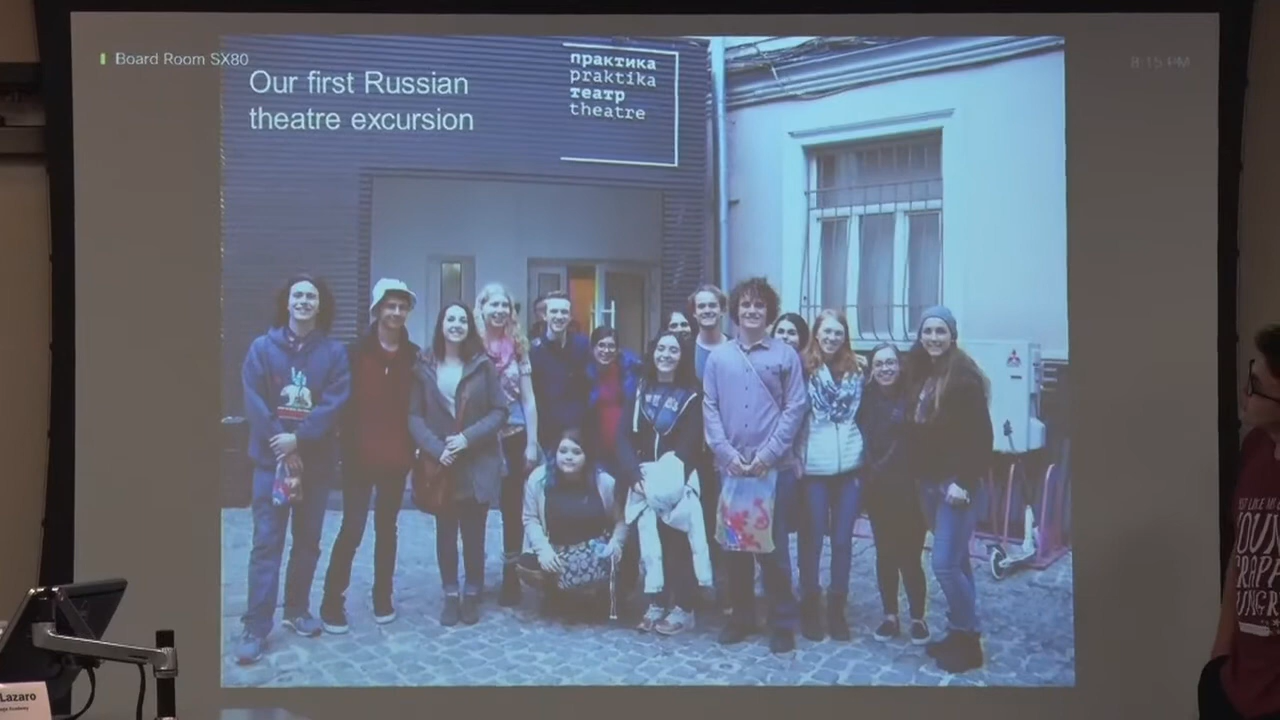 Board Room SX80
8:15 PM
Our first Russian
theatre excursion
практика
praktika
театр
theatre
Lazaro